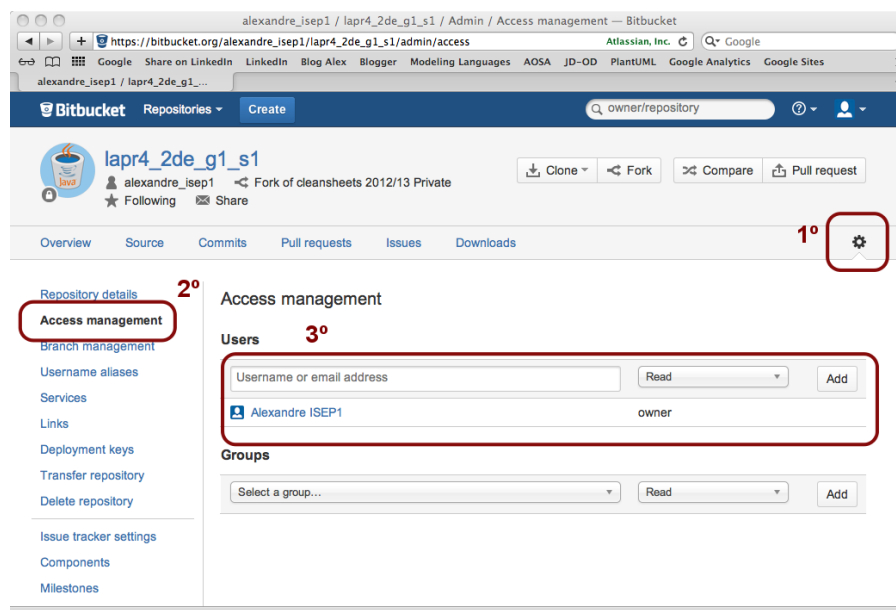 alexandre_isep1 / lapr4_2de_g1_s1 / Admin / Access management — Bitbucket
https://bitbucket.org/alexandre_isep1/lapr4_2de_g1_s1/admin/access Atlassian, Inc. Google
Google Share on LinkedIn LinkedIn Blog Alex Blogger Modeling Languages AOSA JD-OD PlantUML Google Analytics Google Sites
alexandre_isep1 / lapr4_2de_g1_...
Bitbucket Repositories Create owner/repository
lapr4_2de_g1_s1
alexandre_isep1 Fork of cleansheets 2012/13 Private
Following Share
Clone Fork Compare Pull request
Java
Overview Source Commits Pull requests Issues Downloads 1º
Repository details 2º
Access management
Branch management
Username aliases
Services
Links
Deployment keys
Transfer repository
Delete repository
Issue tracker settings
Components
Milestones
Access management
Users 3º
Username or email address Read Add
Alexandre ISEP1 owner
Groups
Select a group... Read Add